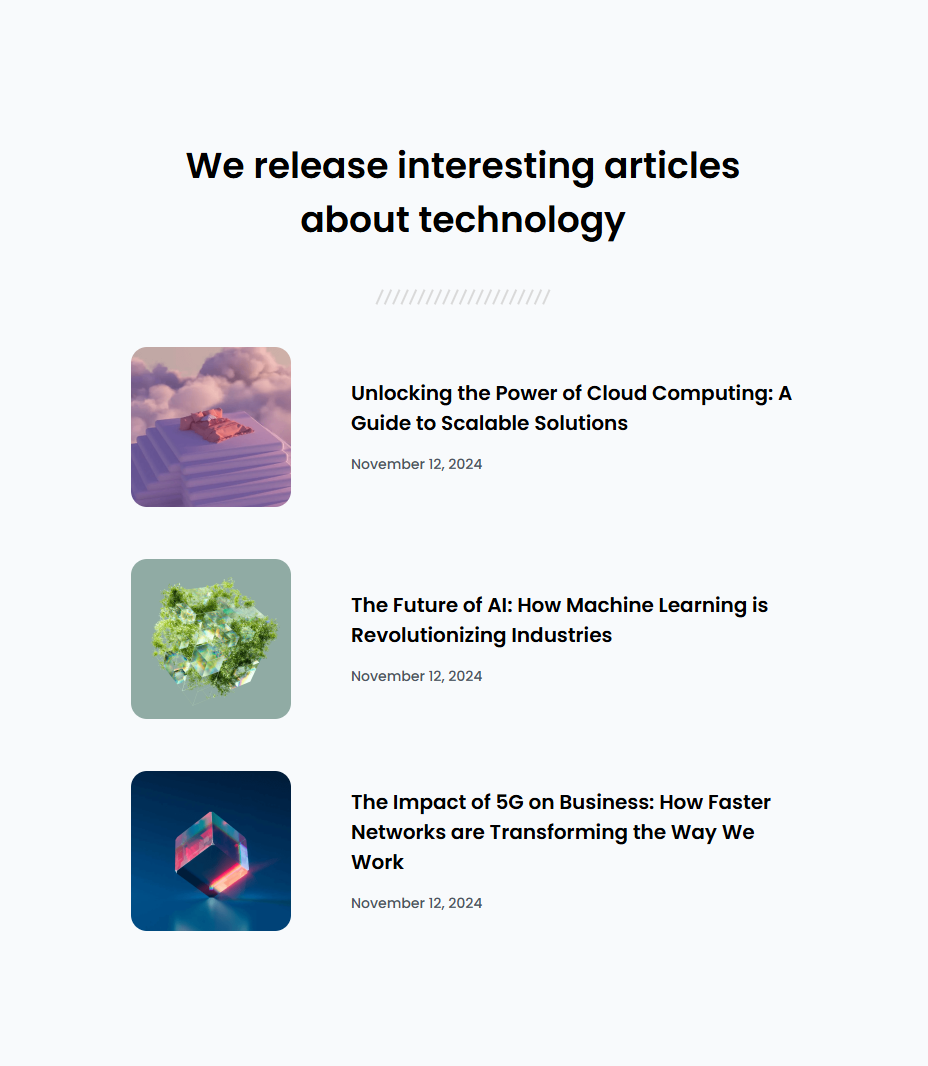 We release interesting articles
about technology
Unlocking the Power of Cloud Computing: A
Guide to Scalable Solutions
November 12, 2024
The Future of AI: How Machine Learning is
Revolutionizing Industries
November 12, 2024
The Impact of 5G on Business: How Faster
Networks are Transforming the Way We
Work
November 12, 2024